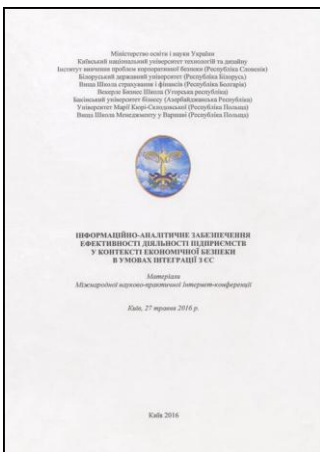 Міністерство освіти і науки України
Київський національний університет технологій та дизайну
Інститут вивчення проблем корпоративної безпеки (Республіка Словенія)
Білоруський державний університет (Республіка Білорусь)
Вища Школа страхування і фінансів (Республіка Болгарія)
Векерле Бизнес Школа (Угорська республіка)
Бакінський університет бізнесу (Азербайджанська Республіка)
Університет Марії Кюрі-Склодовської (Республіка Польща)
Вища Школа Менеджменту у Варшаві (Республіка Польща)
ІНФОРМАЦІЙНО-АНАЛІТИЧНЕ ЗАБЕЗПЕЧЕННЯ
ЕФЕКТИВНОСТІ ДІЯЛЬНОСТІ ПІДПРИЄМСТВ
У КОНТЕКСТІ ЕКОНОМІЧНОЇ БЕЗПЕКИ
В УМОВАХ ІНТЕГРАЦІЇ З ЄС
Матеріали
Міжнародної науково-практичної Інтернет-конференції
Київ, 27 травня 2016 р.
Київ 2016